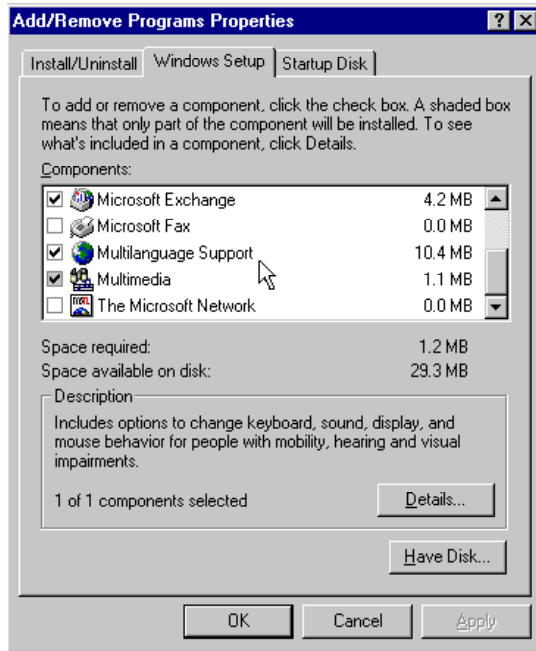 Add/Remove Programs Properties
Install/Uninstall Windows Setup Startup Disk
To add or remove a component, click the check box. A shaded box
means that only part of the component will be installed. To see
what's included in a component, click Details.
Components:
Microsoft Exchange 4.2 MB
Microsoft Fax 0.0 MB
Multilanguage Support 10.4 MB
Multimedia 1.1 MB
The Microsoft Network 0.0 MB
Space required: 1.2 MB
Space available on disk: 29.3 MB
Description
Includes options to change keyboard, sound, display, and
mouse behavior for people with mobility, hearing and visual
impairments.
1 of 1 components selected Details...
Have Disk...
OK Cancel Apply